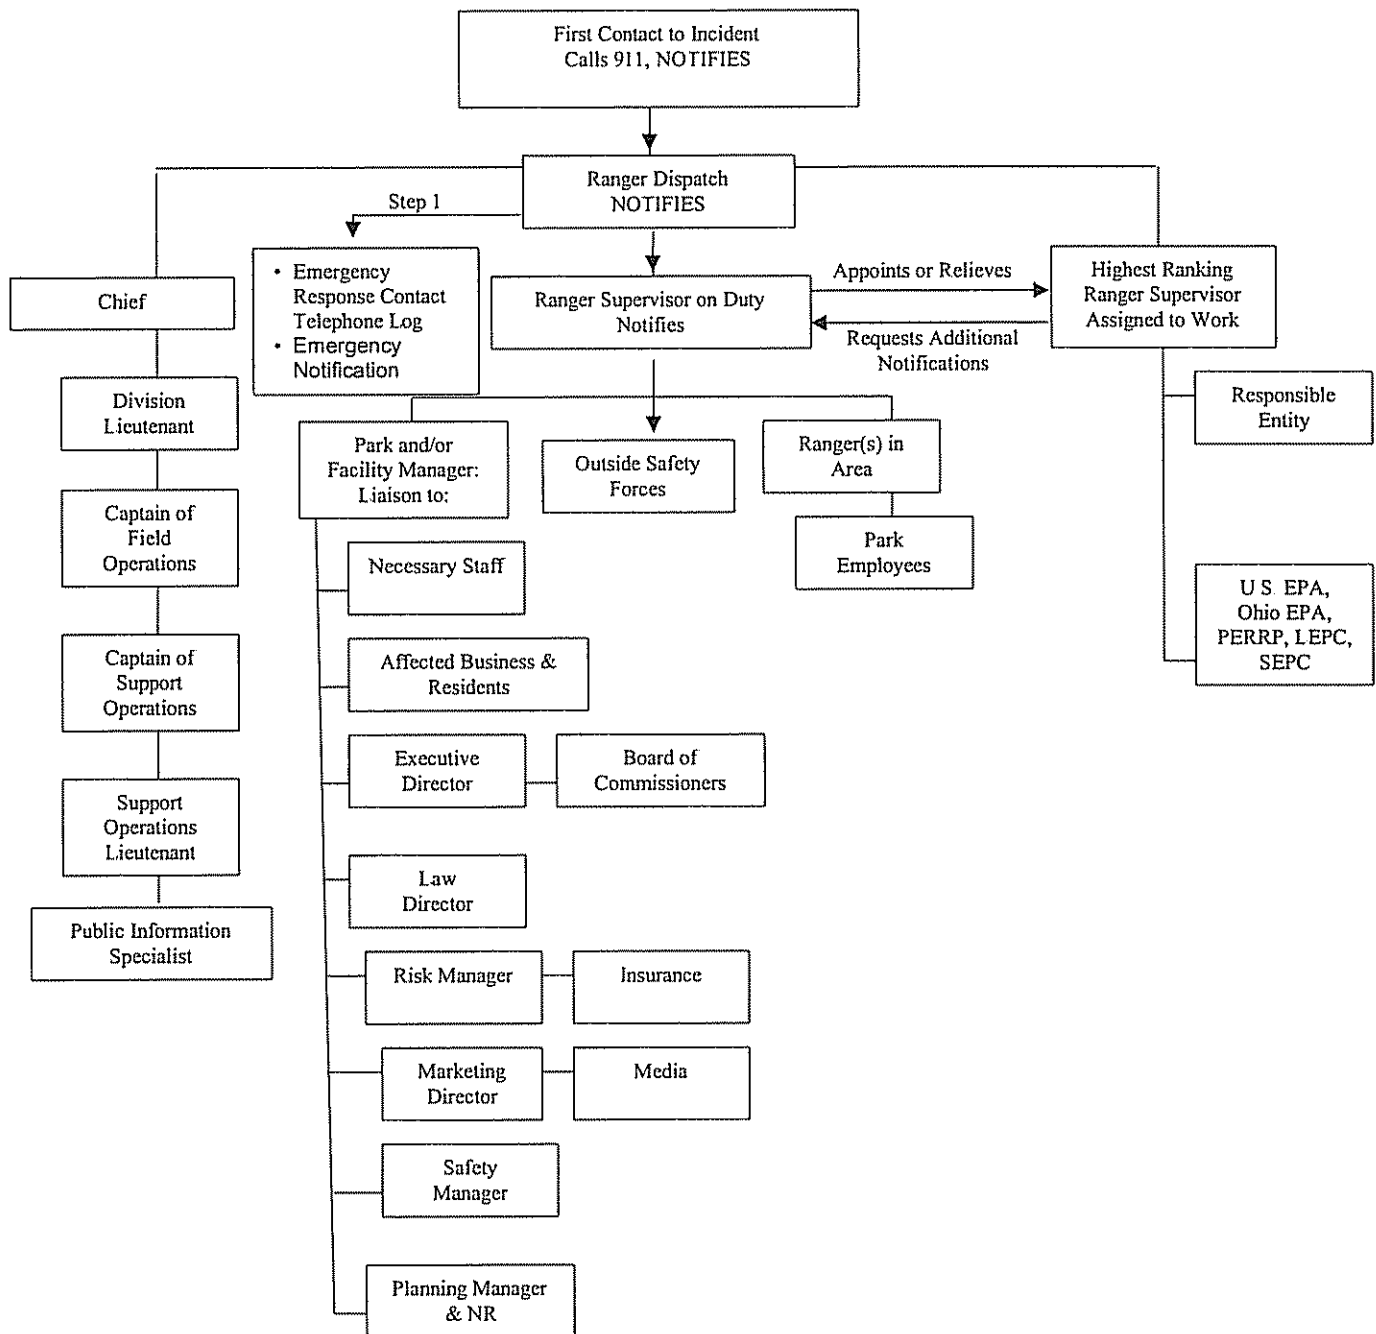 First Contact to Incident
Calls 911, NOTIFIES
Ranger Dispatch
NOTIFIES
Step 1
• Emergency
Response Contact
Telephone Log
• Emergency
Notification
Chief
Ranger Supervisor on Duty
Notifies
Appoints or Relieves
Requests Additional
Notifications
Highest Ranking
Ranger Supervisor
Assigned to Work
Division
Lieutenant
Captain of
Field
Operations
Captain of
Support
Operations
Support
Operations
Lieutenant
Public Information
Specialist
Park and/or
Facility Manager:
Liaison to:
Outside Safety
Forces
Ranger(s) in
Area
Park
Employees
Responsible
Entity
U S. EPA,
Ohio EPA,
PERRP, LEPC,
SEPC
Necessary Staff
Affected Business &
Residents
Executive
Director
Board of
Commissioners
Law
Director
Risk Manager
Insurance
Marketing
Director
Media
Safety
Manager
Planning Manager
& NR